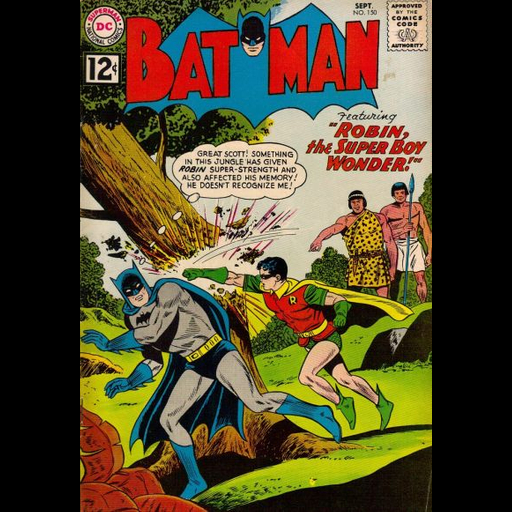 SUPERMAN
DC
NATIONAL COMICS
12¢
BATMAN
SEPT.
NO. 150
APPROVED
BY THE
COMICS
CODE
CA
AUTHORITY
Featuring
"ROBIN,
the SUPER BOY
WONDER!"
GREAT SCOTT! SOMETHING
IN THIS JUNGLE HAS GIVEN
ROBIN SUPER-STRENGTH AND
ALSO AFFECTED HIS MEMORY!
HE DOESN'T RECOGNIZE ME!
R